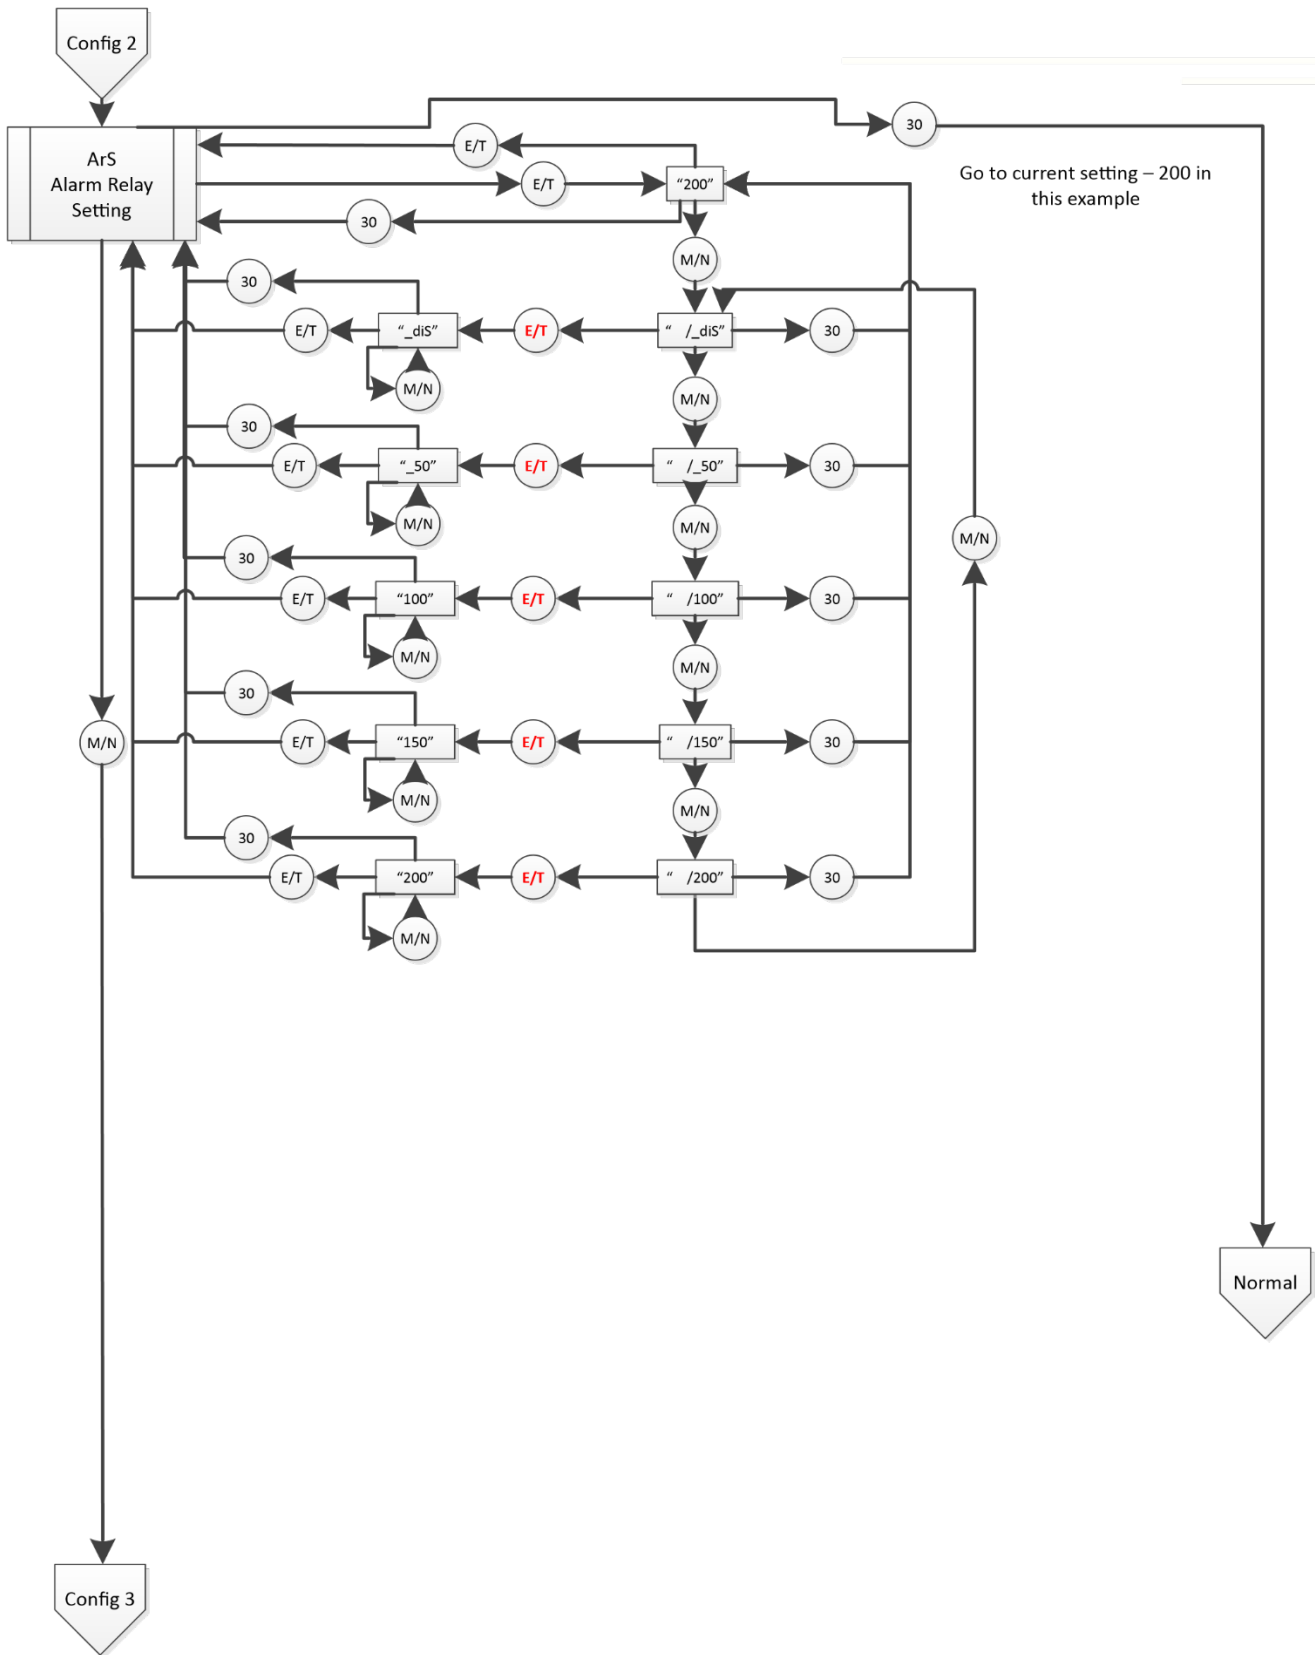 Config 2
30
E/T
ArS
Alarm Relay
Setting
E/T
“200”
Go to current setting – 200 in
this example
30
M/N
30
E/T
“_diS”
E/T
“ /_diS”
30
M/N
M/N
30
E/T
“_50”
E/T
“ /_50”
30
M/N
M/N
M/N
30
E/T
“100”
E/T
“ /100”
30
M/N
M/N
30
M/N
E/T
“150”
E/T
“ /150”
30
M/N
M/N
30
E/T
“200”
E/T
“ /200”
30
M/N
Normal
Config 3